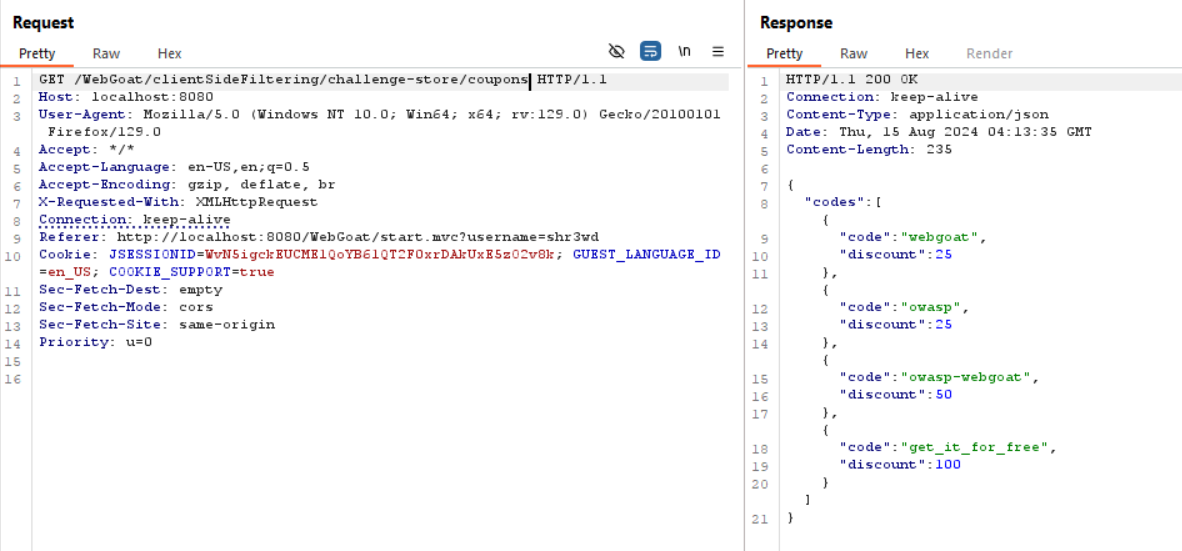 Request
Pretty Raw Hex \n
1 GET /WebGoat/clientSideFiltering/challenge-store/coupons HTTP/1.1
2 Host: localhost:8080
3 User-Agent: Mozilla/5.0 (Windows NT 10.0; Win64; x64; rv:129.0) Gecko/20100101
Firefox/129.0
4 Accept: */*
5 Accept-Language: en-US,en;q=0.5
6 Accept-Encoding: gzip, deflate, br
7 X-Requested-With: XMLHttpRequest
8 Connection: keep-alive
9 Referer: http://localhost:8080/WebGoat/start.mvc?username=shr3wd
10 Cookie: JSESSIONID=WvN5igckEUCME1QoYB61QT2F0xrDAkUxE5z02v8k; GUEST_LANGUAGE_ID
=en_US; COOKIE_SUPPORT=true
11 Sec-Fetch-Dest: empty
12 Sec-Fetch-Mode: cors
13 Sec-Fetch-Site: same-origin
14 Priority: u=0
15
16
Response
Pretty Raw Hex Render
1 HTTP/1.1 200 OK
2 Connection: keep-alive
3 Content-Type: application/json
4 Date: Thu, 15 Aug 2024 04:13:35 GMT
5 Content-Length: 235
6
7 {
8 "codes":[
{
9 "code":"webgoat",
10 "discount":25
11 },
{
12 "code":"owasp",
13 "discount":25
14 },
{
15 "code":"owasp-webgoat",
16 "discount":50
17 },
{
18 "code":"get_it_for_free",
19 "discount":100
20 }
]
21 }